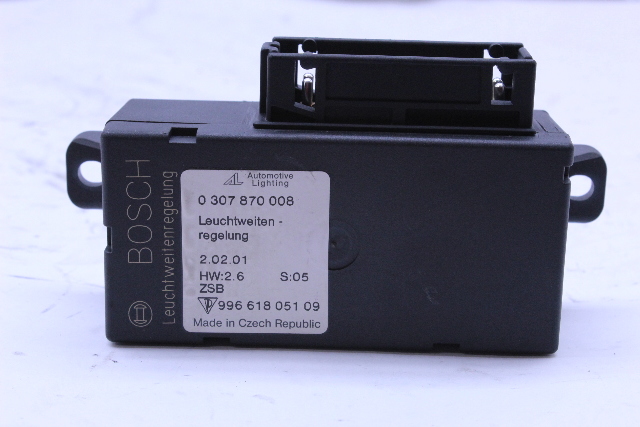 BOSCH
Leuchtweitenregelung
AL Automotive
Lighting
0 307 870 008
Leuchtweiten -
regelung
2.02.01
HW:2.6 S:05
ZSB
996 618 051 09
Made in Czech Republic